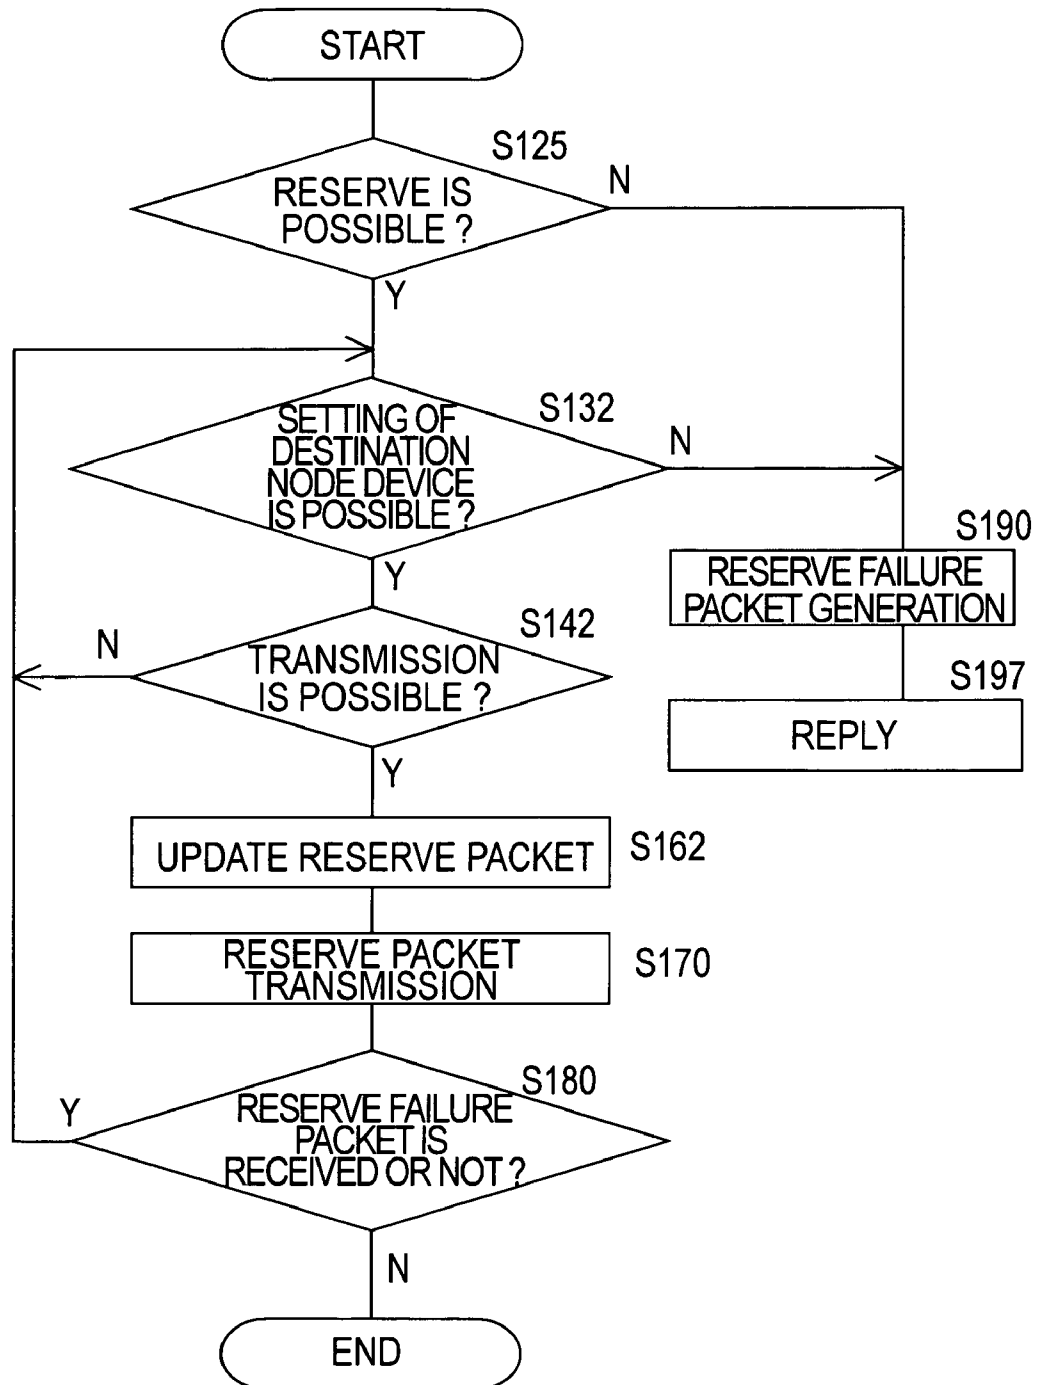 START
S125
RESERVE IS
POSSIBLE ?
N
Y
S132
SETTING OF
DESTINATION
NODE DEVICE
IS POSSIBLE ?
N
Y
S190
RESERVE FAILURE
PACKET GENERATION
S142
TRANSMISSION
IS POSSIBLE ?
N
Y
S197
REPLY
UPDATE RESERVE PACKET
S162
RESERVE PACKET
TRANSMISSION
S170
S180
RESERVE FAILURE
PACKET IS
RECEIVED OR NOT ?
Y
N
END